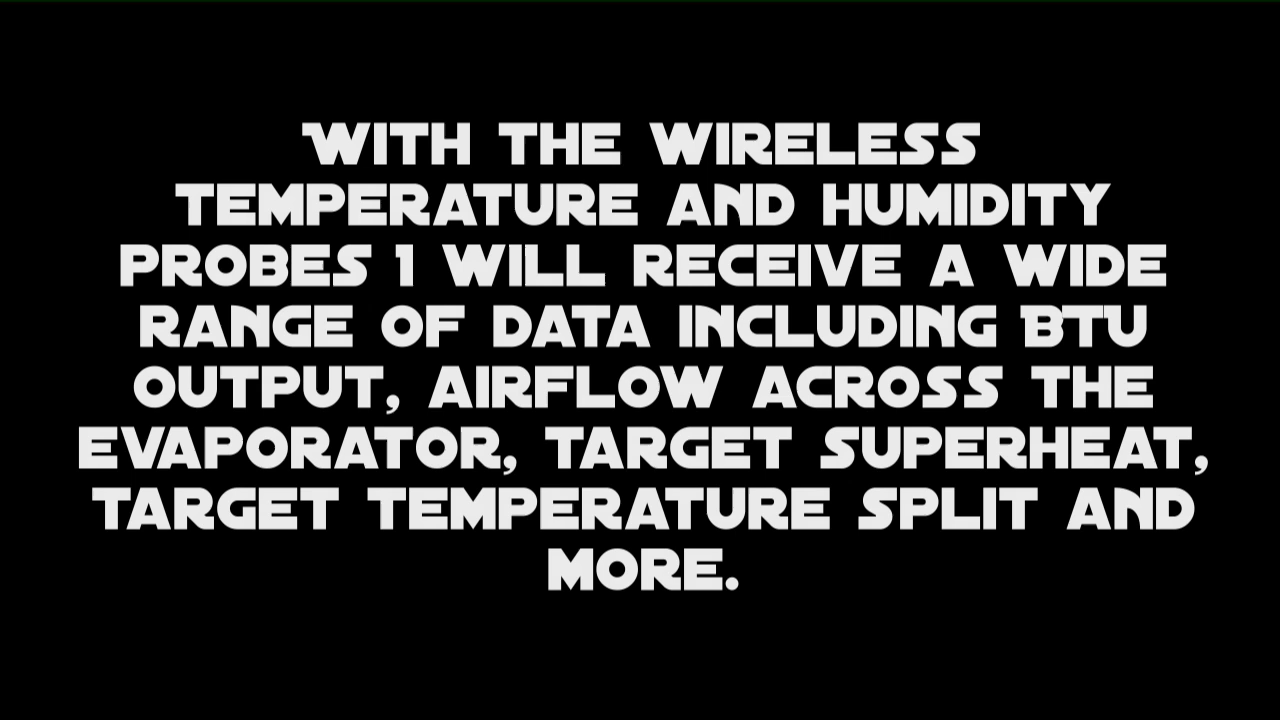 WITH THE WIRELESS
TEMPERATURE AND HUMIDITY
PROBES I WILL RECEIVE A WIDE
RANGE OF DATA INCLUDING BTU
OUTPUT, AIRFLOW ACROSS THE
EVAPORATOR, TARGET SUPERHEAT,
TARGET TEMPERATURE SPLIT AND
MORE.